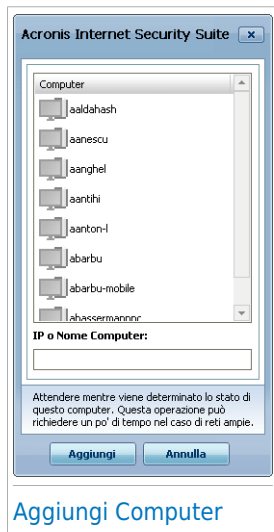 Acronis Internet Security Suite
Computer
aaldahash
aanescu
aanghel
aantihi
aanton-l
abarbu
abarbu-mobile
abassermannpc
IP o Nome Computer:
Attendere mentre viene determinato lo stato di
questo computer. Questa operazione può
richiedere un po' di tempo nel caso di reti ampie.
Aggiungi
Annulla
Aggiungi Computer